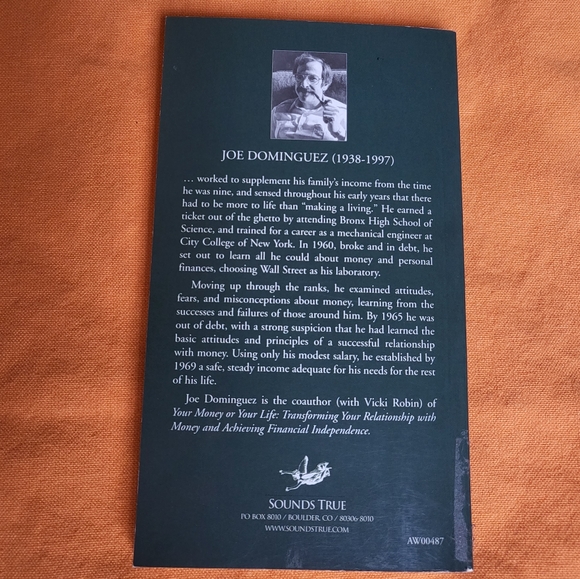 JOE DOMINGUEZ (1938-1997)
… worked to supplement his family's income from the time
he was nine, and sensed throughout his early years that there
had to be more to life than "making a living." He earned a
ticket out of the ghetto by attending Bronx High School of
Science, and trained for a career as a mechanical engineer at
City College of New York. In 1960, broke and in debt, he
set out to learn all he could about money and personal
finances, choosing Wall Street as his laboratory.
Moving up through the ranks, he examined attitudes,
fears, and misconceptions about money, learning from the
successes and failures of those around him. By 1965 he was
out of debt, with a strong suspicion that he had learned the
basic attitudes and principles of a successful relationship
with money. Using only his modest salary, he established by
1969 a safe, steady income adequate for his needs for the rest
of his life.
Joe Dominguez is the coauthor (with Vicki Robin) of
Your Money or Your Life: Transforming Your Relationship with
Money and Achieving Financial Independence.
SOUNDS TRUE
PO BOX 8010 / BOULDER, CO / 80306-8010
WWW.SOUNDSTRUE.COM
AW00487